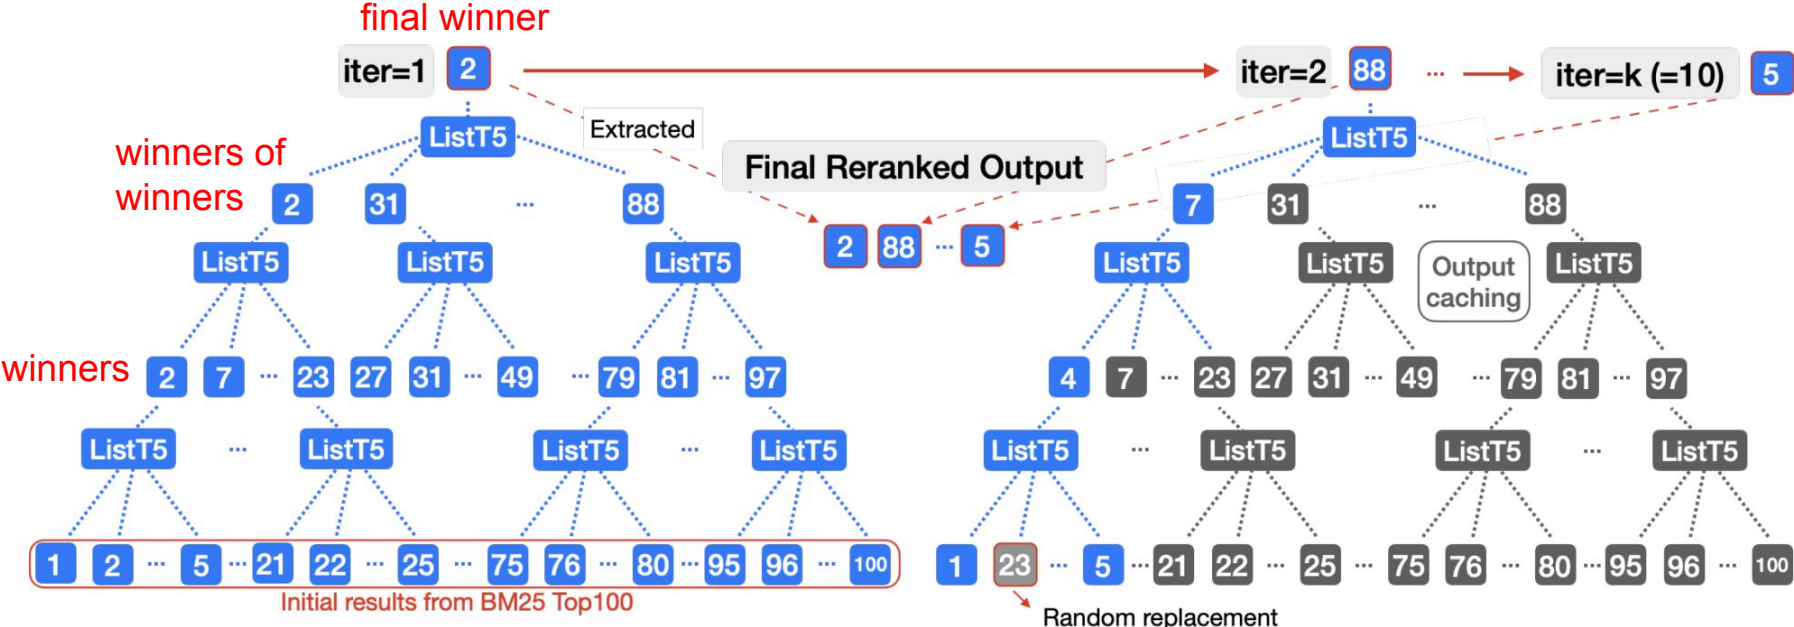 final winner
iter=1 2 iter=2 88 ... iter=k (=10) 5
ListT5 Extracted ListT5
Final Reranked Output
winners of
winners
2 31 ... 88 7 31 ... 88
2 88 ... 5
ListT5 ListT5 ListT5 ListT5 ListT5 ListT5
Output
caching
winners
2 7 ... 23 27 31 ... 49 ... 79 81 ... 97 4 7 ... 23 27 31 ... 49 ... 79 81 ... 97
ListT5 ... ListT5 ListT5 ... ListT5 ListT5 ... ListT5 ListT5 ... ListT5
1 2 ... 5 ... 21 22 ... 25 ... 75 76 ... 80 ... 95 96 ... 100 1 23 ... 5 ... 21 22 ... 25 ... 75 76 ... 80 ... 95 96 ... 100
Initial results from BM25 Top100
Random replacement